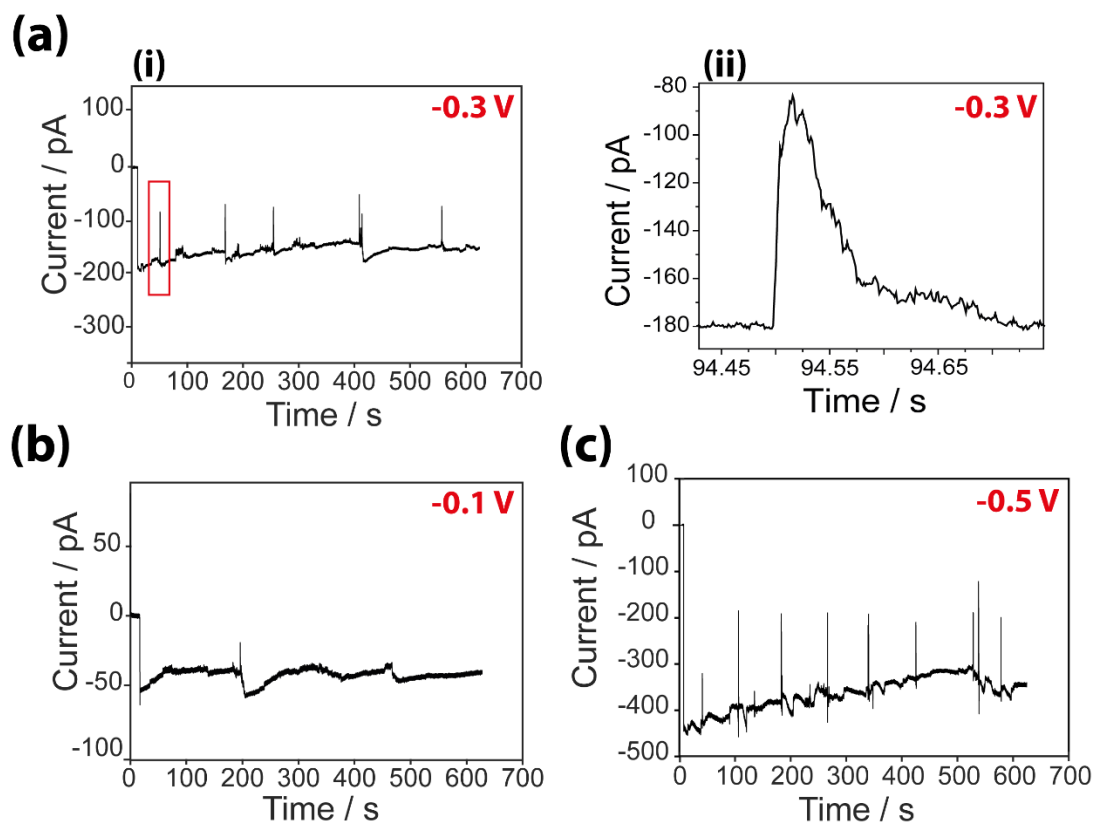 (a)
(i)
-0.3 V
100
0
-100
-200
-300
Current / pA
0 100 200 300 400 500 600 700
Time / s
(ii)
-0.3 V
-80
-100
-120
-140
-160
-180
Current / pA
94.45 94.55 94.65
Time / s
(b)
-0.1 V
50
0
-50
-100
Current / pA
0 100 200 300 400 500 600 700
Time / s
(c)
-0.5 V
100
0
-100
-200
-300
-400
-500
Current / pA
0 100 200 300 400 500 600 700
Time / s